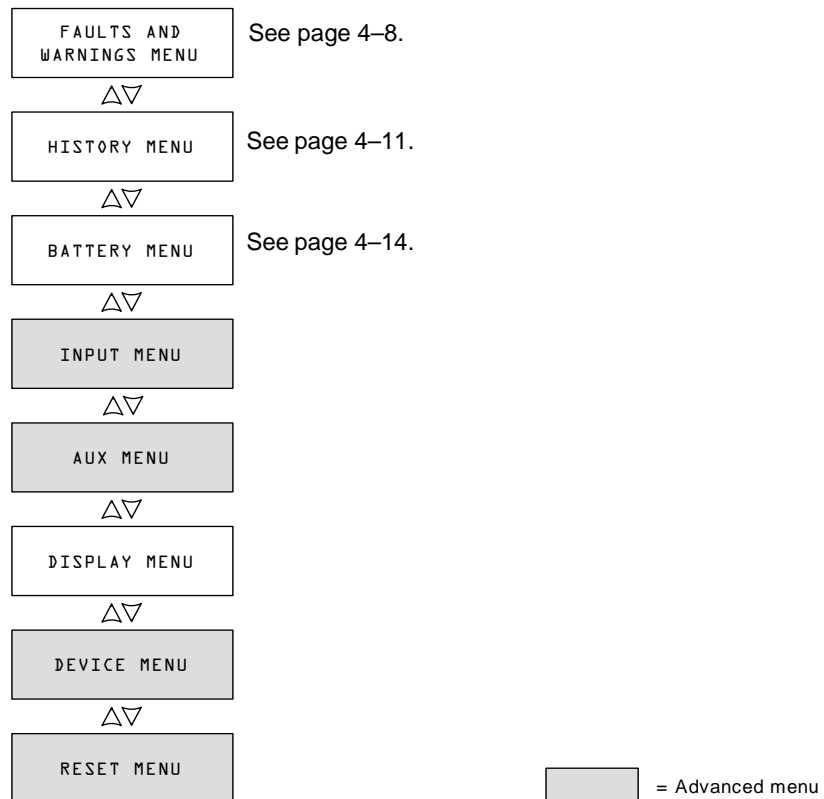 FAULTS AND
WARNINGS MENU
See page 4–8.
HISTORY MENU
See page 4–11.
BATTERY MENU
See page 4–14.
INPUT MENU
AUX MENU
DISPLAY MENU
DEVICE MENU
RESET MENU
= Advanced menu